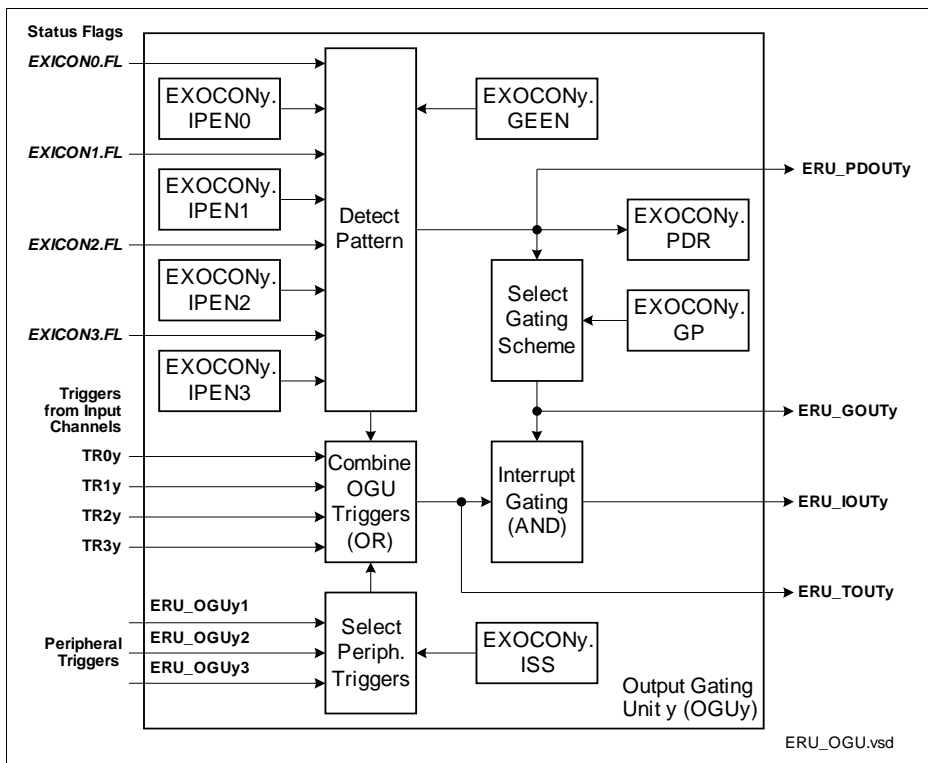 Status Flags
EXICON0.FL
EXOCONy.
IPEN0
EXICON1.FL
EXOCONy.
IPEN1
EXICON2.FL
EXOCONy.
IPEN2
EXICON3.FL
EXOCONy.
IPEN3
Detect
Pattern
EXOCONy.
GEEN
ERU_PDOUTy
EXOCONy.
PDR
Select
Gating
Scheme
EXOCONy.
GP
ERU_GOUTy
Triggers
from Input
Channels
TR0y
TR1y
TR2y
TR3y
Combine
OGU
Triggers
(OR)
Interrupt
Gating
(AND)
ERU_IOUTy
ERU_TOUTy
Peripheral
Triggers
ERU_OGUy1
ERU_OGUy2
ERU_OGUy3
Select
Periph.
Triggers
EXOCONy.
ISS
Output Gating
Unit y (OGUy)
ERU_OGU.vsd